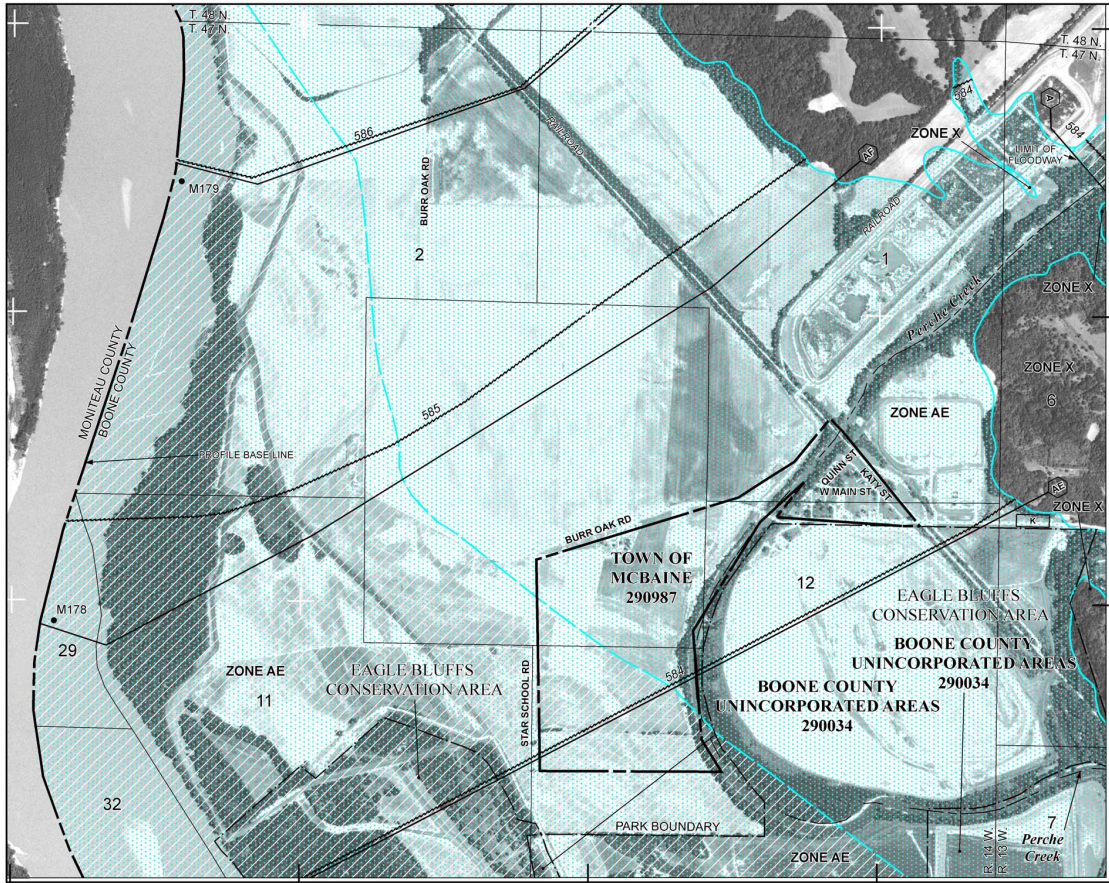 T. 48 N.
T. 47 N.
T. 48 N.
T. 47 N.
584
A
584
LIMIT OF
FLOODWAY
ZONE X
586
RAILROAD
AF
M179
BURR OAK RD
2
RAILROAD
1
Perche Creek
ZONE X
MONITEAU COUNTY
BOONE COUNTY
ZONE X
6
585
ZONE AE
PROFILE BASE LINE
QUINN ST
KATY ST
W MAIN ST
AE
ZONE X
K
BURR OAK RD
TOWN OF
MCBAINE
290987
12
EAGLE BLUFFS
CONSERVATION AREA
M178
29
BOONE COUNTY
UNINCORPORATED AREAS
290034
ZONE AE
11
EAGLE BLUFFS
CONSERVATION AREA
STAR SCHOOL RD
584
BOONE COUNTY
UNINCORPORATED AREAS
290034
32
PARK BOUNDARY
ZONE AE
R. 14 W.
R. 13 W.
7
Perche
Creek